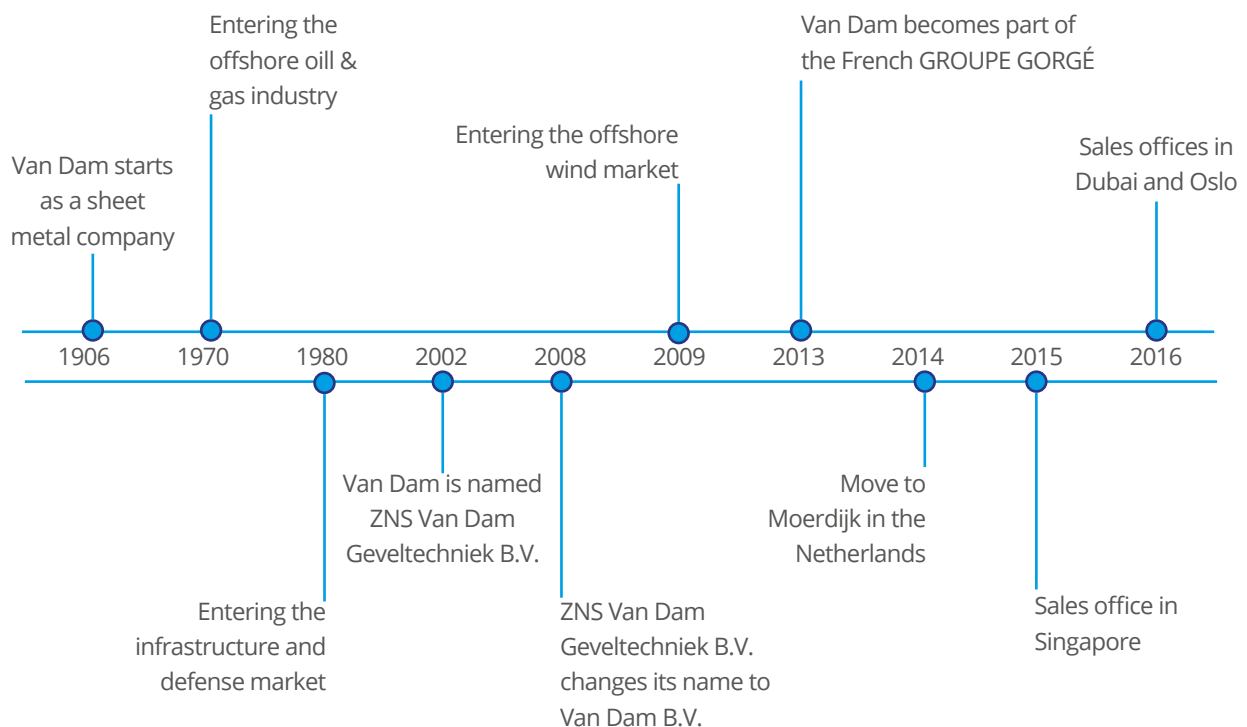 Entering the
offshore oill &
gas industry
Van Dam becomes part of
the French GROUPE GORGÉ
Entering the offshore
wind market
Van Dam starts
as a sheet
metal company
Sales offices in
Dubai and Oslo
1906 1970 1980 2002 2008 2009 2013 2014 2015 2016
Van Dam is named
ZNS Van Dam
Geveltechniek B.V.
Move to
Moerdijk in the
Netherlands
Entering the
infrastructure and
defense market
ZNS Van Dam
Geveltechniek B.V.
changes its name to
Van Dam B.V.
Sales office in
Singapore